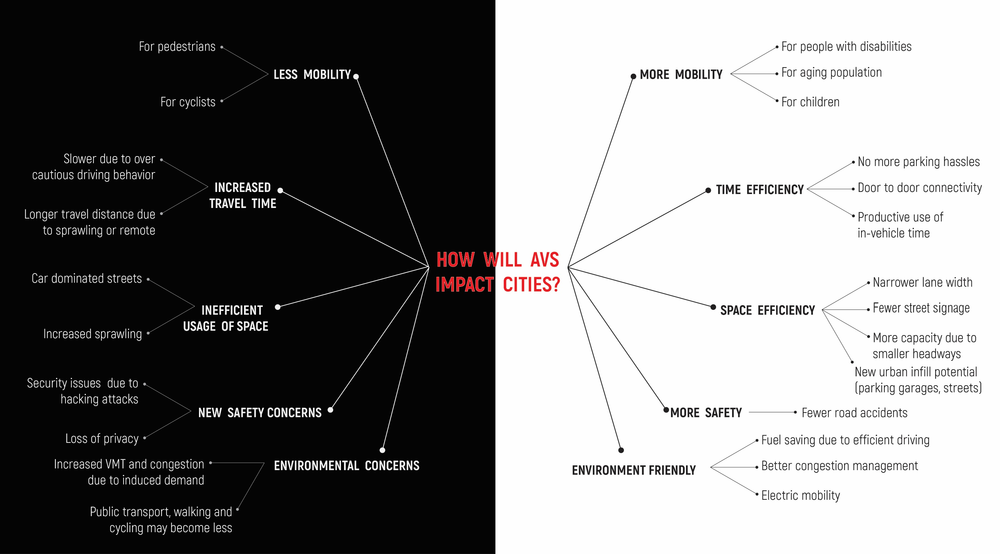 For pedestrians
LESS MOBILITY
For cyclists
Slower due to over
cautious driving behavior
INCREASED
TRAVEL TIME
Longer travel distance due
to sprawling or remote
Car dominated streets
INEFFICIENT
USAGE OF SPACE
Increased sprawling
Security issues due to
hacking attacks
NEW SAFETY CONCERNS
Loss of privacy
Increased VMT and congestion
due to induced demand
ENVIRONMENTAL CONCERNS
Public transport, walking and
cycling may become less
HOW WILL AVS
IMPACT CITIES?
MORE MOBILITY
For people with disabilities
For aging population
For children
TIME EFFICIENCY
No more parking hassles
Door to door connectivity
Productive use of
in-vehicle time
SPACE EFFICIENCY
Narrower lane width
Fewer street signage
More capacity due to
smaller headways
New urban infill potential
(parking garages, streets)
MORE SAFETY
Fewer road accidents
ENVIRONMENT FRIENDLY
Fuel saving due to efficient driving
Better congestion management
Electric mobility